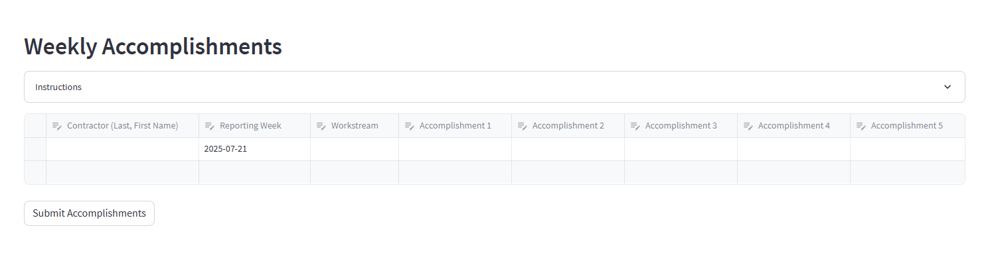 Weekly Accomplishments
Instructions
Contractor (Last, First Name) Reporting Week Workstream Accomplishment 1 Accomplishment 2 Accomplishment 3 Accomplishment 4 Accomplishment 5
2025-07-21
Submit Accomplishments